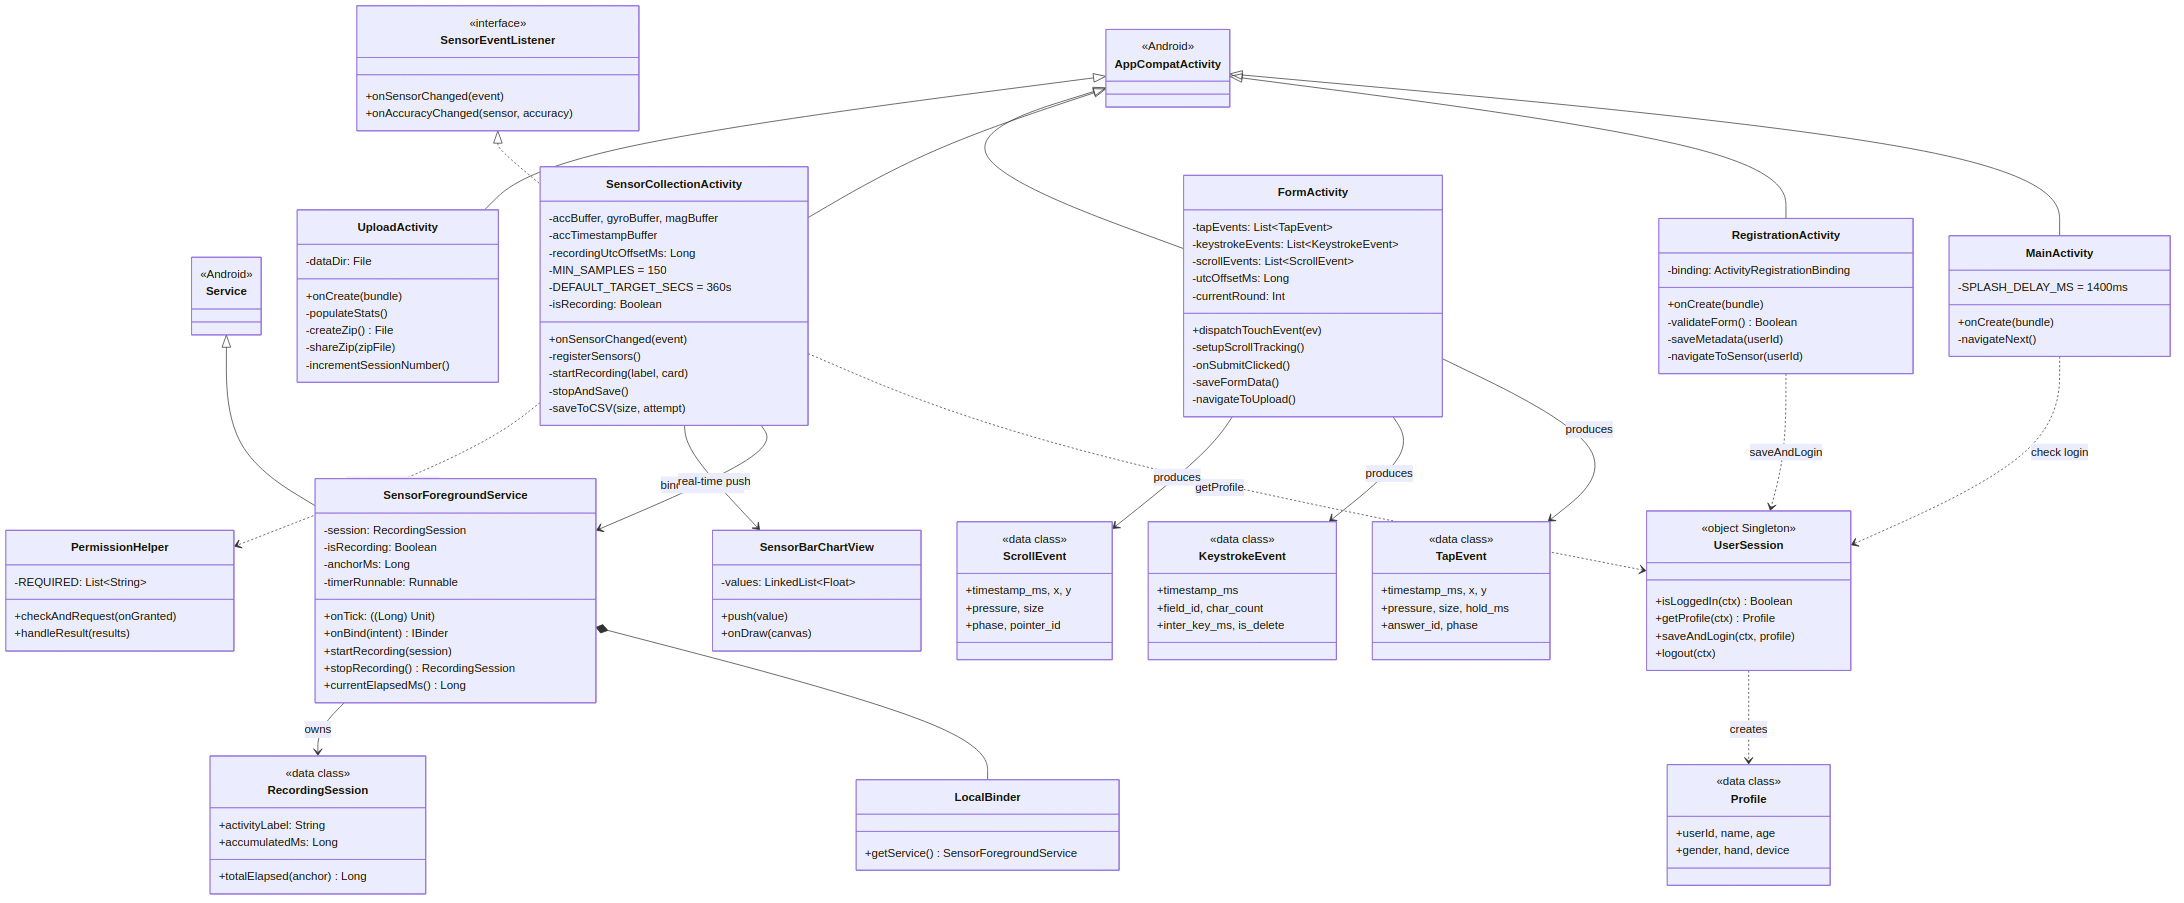 «interface»
SensorEventListener
+onSensorChanged(event)
+onAccuracyChanged(sensor, accuracy)
«Android»
AppCompatActivity
SensorCollectionActivity
-accBuffer, gyroBuffer, magBuffer
-accTimestampBuffer
-recordingUtcOffsetMs: Long
-MIN_SAMPLES = 150
-DEFAULT_TARGET_SECS = 360s
-isRecording: Boolean
+onSensorChanged(event)
-registerSensors()
-startRecording(label, card)
-stopAndSave()
-saveToCSV(size, attempt)
FormActivity
-tapEvents: List<TapEvent>
-keystrokeEvents: List<KeystrokeEvent>
-scrollEvents: List<ScrollEvent>
-utcOffsetMs: Long
-currentRound: Int
+dispatchTouchEvent(ev)
-setupScrollTracking()
-onSubmitClicked()
-saveFormData()
-navigateToUpload()
UploadActivity
-dataDir: File
+onCreate(bundle)
-populateStats()
-createZip() : File
-shareZip(zipFile)
-incrementSessionNumber()
RegistrationActivity
-binding: ActivityRegistrationBinding
+onCreate(bundle)
-validateForm() : Boolean
-saveMetadata(userId)
-navigateToSensor(userId)
MainActivity
-SPLASH_DELAY_MS = 1400ms
+onCreate(bundle)
-navigateNext()
«Android»
Service
produces
saveAndLogin
check login
produces
produces
real-time push
getProfile
SensorForegroundService
-session: RecordingSession
-isRecording: Boolean
-anchorMs: Long
-timerRunnable: Runnable
+onTick: ((Long) Unit)
+onBind(intent) : IBinder
+startRecording(session)
+stopRecording() : RecordingSession
+currentElapsedMs() : Long
PermissionHelper
-REQUIRED: List<String>
+checkAndRequest(onGranted)
+handleResult(results)
SensorBarChartView
-values: LinkedList<Float>
+push(value)
+onDraw(canvas)
«data class»
ScrollEvent
+timestamp_ms, x, y
+pressure, size
+phase, pointer_id
«data class»
KeystrokeEvent
+timestamp_ms
+field_id, char_count
+inter_key_ms, is_delete
«data class»
TapEvent
+timestamp_ms, x, y
+pressure, size, hold_ms
+answer_id, phase
«object Singleton»
UserSession
+isLoggedIn(ctx) : Boolean
+getProfile(ctx) : Profile
+saveAndLogin(ctx, profile)
+logout(ctx)
owns
creates
«data class»
RecordingSession
+activityLabel: String
+accumulatedMs: Long
+totalElapsed(anchor) : Long
LocalBinder
+getService() : SensorForegroundService
«data class»
Profile
+userId, name, age
+gender, hand, device